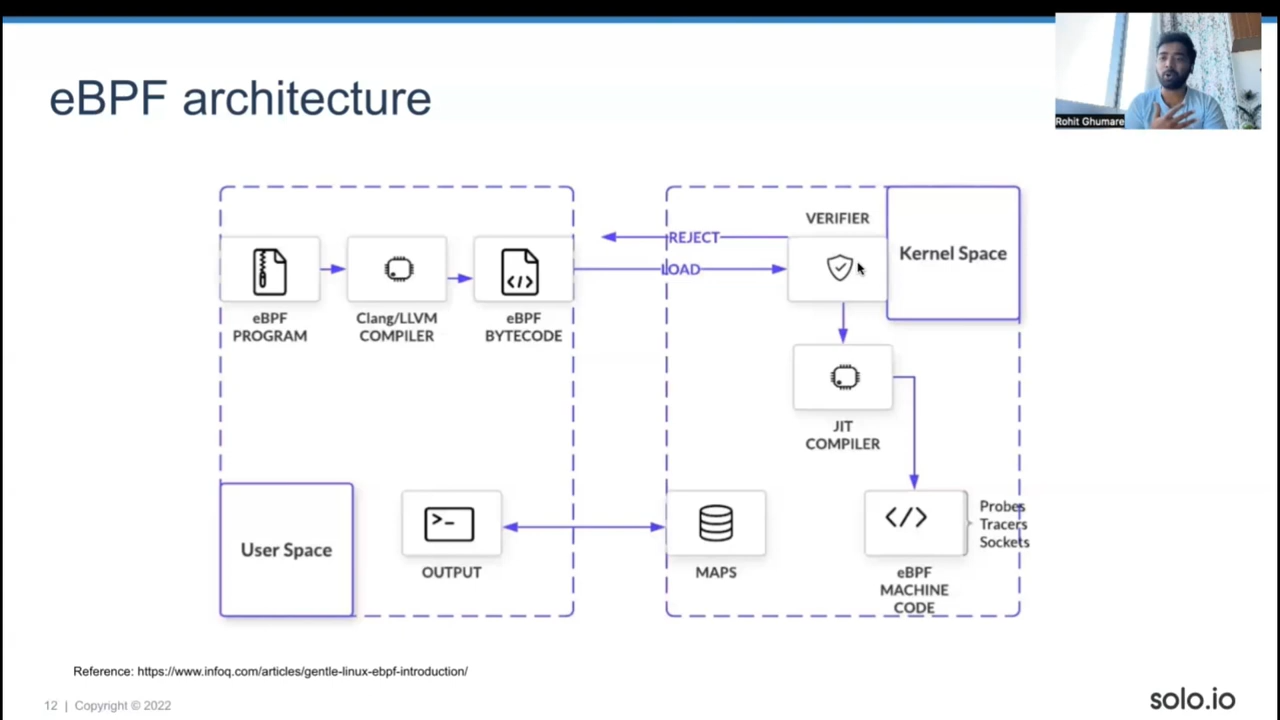 eBPF architecture
Rohit Ghumare
VERIFIER
REJECT
LOAD
Kernel Space
eBPF
PROGRAM
Clang/LLVM
COMPILER
eBPF
BYTECODE
JIT
COMPILER
User Space
>-
OUTPUT
MAPS
</>
Probes
Tracers
Sockets
eBPF
MACHINE
CODE
Reference: https://www.infoq.com/articles/gentle-linux-ebpf-introduction/
12 | Copyright © 2022
solo.io